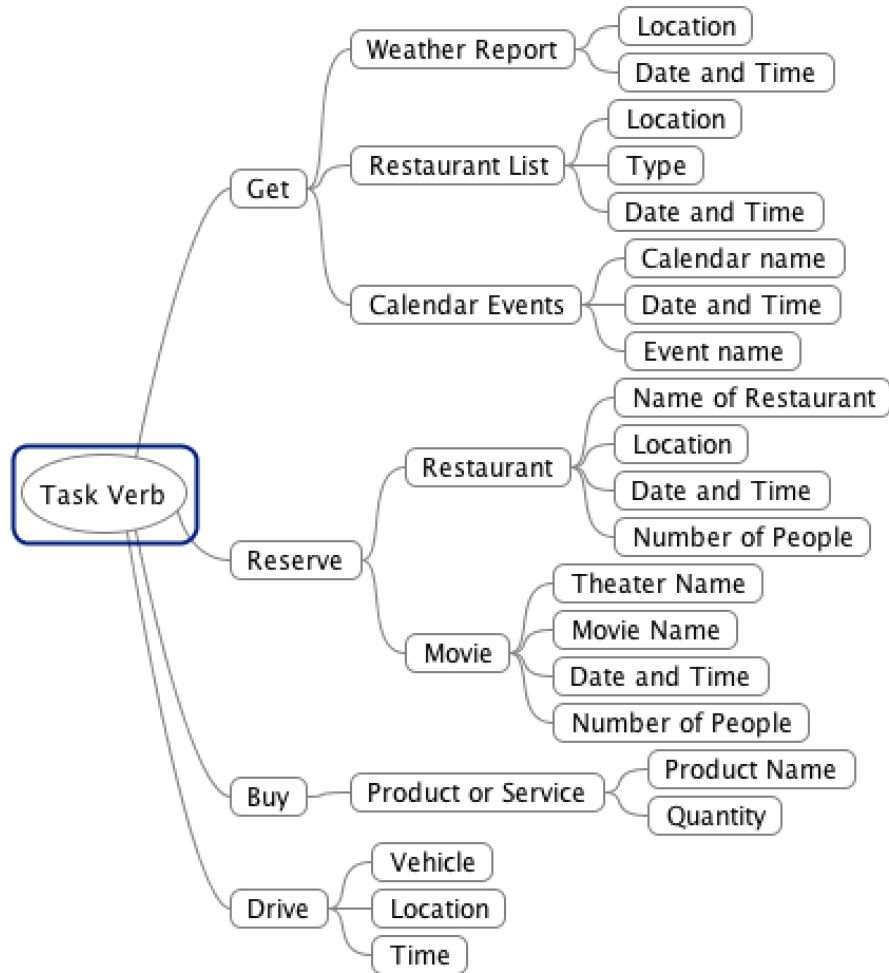 Task Verb
Get
Weather Report
Location
Date and Time
Restaurant List
Location
Type
Date and Time
Calendar Events
Calendar name
Date and Time
Event name
Reserve
Restaurant
Name of Restaurant
Location
Date and Time
Number of People
Movie
Theater Name
Movie Name
Date and Time
Number of People
Buy
Product or Service
Product Name
Quantity
Drive
Vehicle
Location
Time